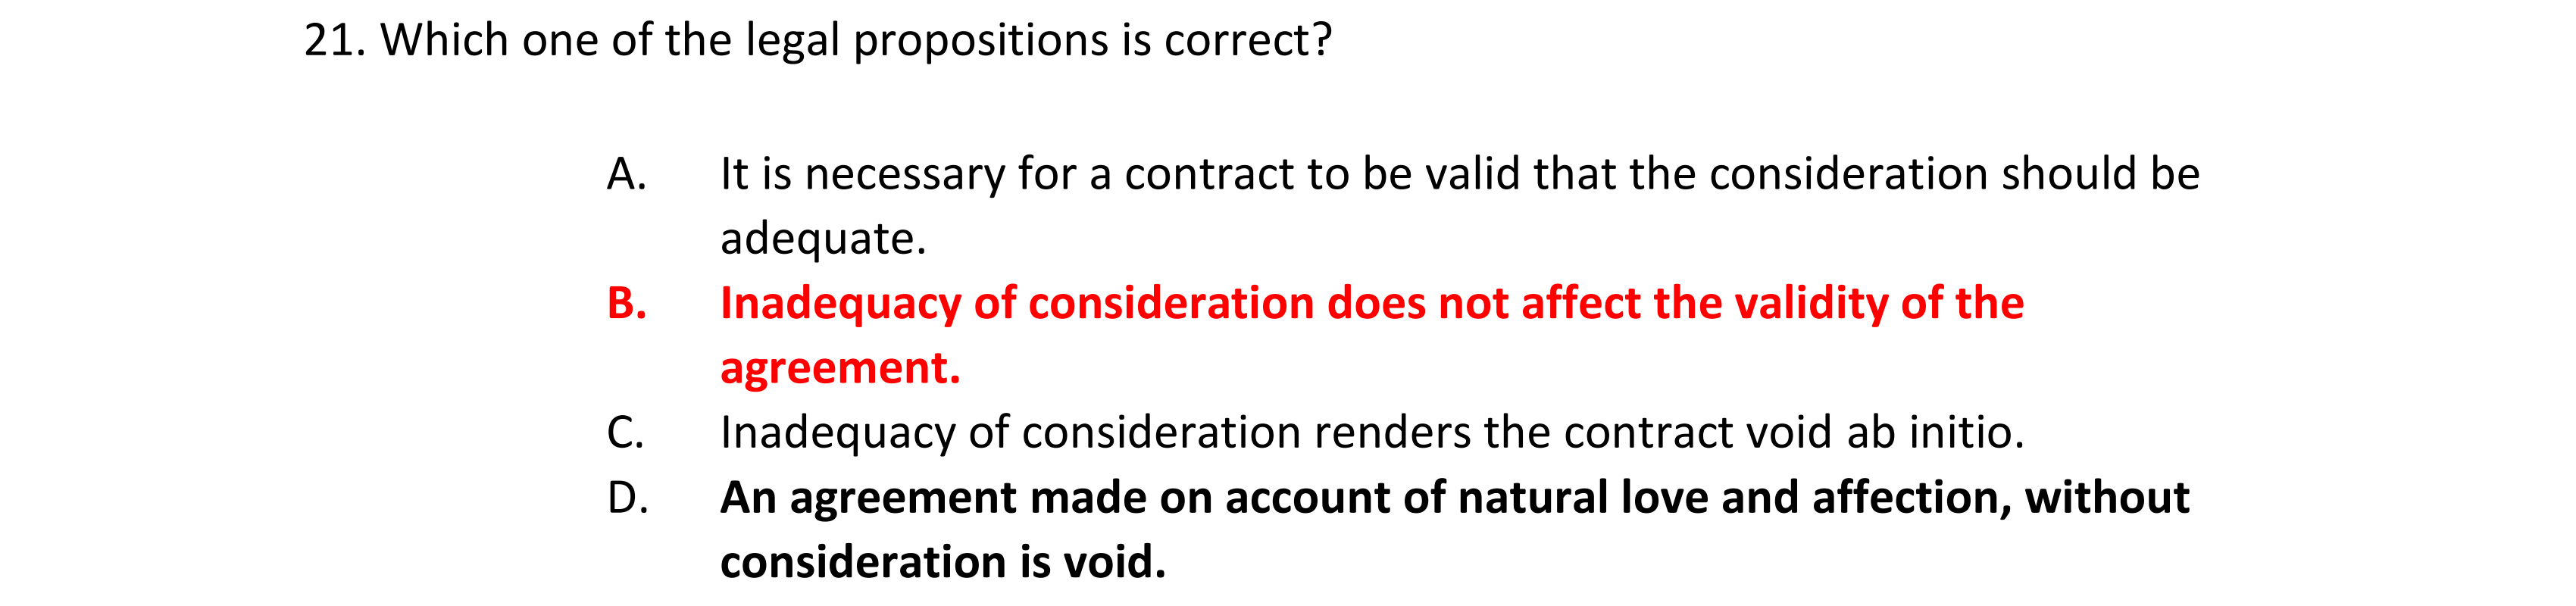 21. Which one of the legal propositions is correct?
A. It is necessary for a contract to be valid that the consideration should be
adequate.
B. Inadequacy of consideration does not affect the validity of the
agreement.
C. Inadequacy of consideration renders the contract void ab initio.
D. An agreement made on account of natural love and affection, without
consideration is void.